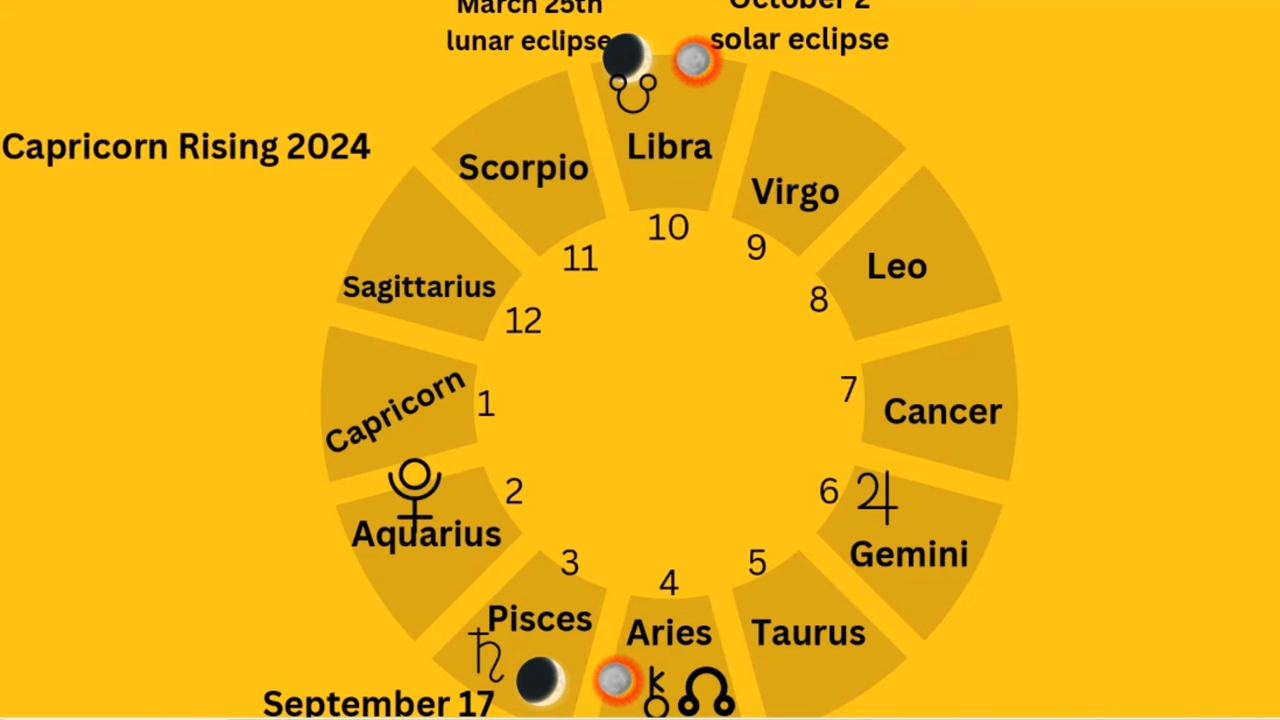 March 25th
lunar eclipse
October 2
solar eclipse
Capricorn Rising 2024
Scorpio
Libra
Virgo
Sagittarius
Leo
Capricorn
Cancer
Aquarius
Gemini
Pisces
Aries
Taurus
10
11
9
12
8
1
7
2
6
3
4
5
September 17